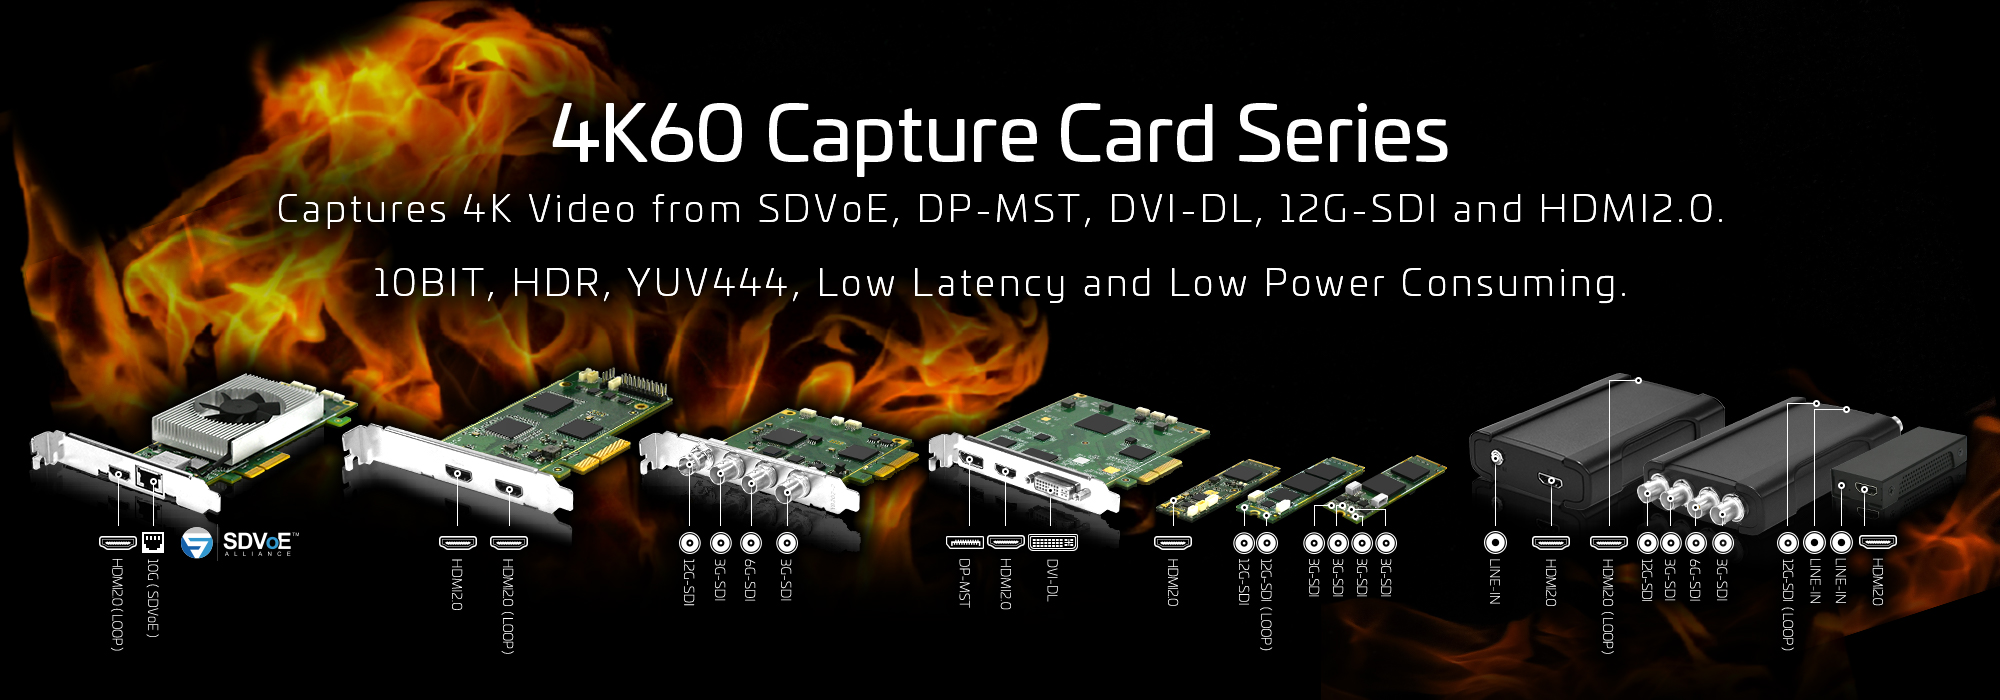 4K60 Capture Card Series
Captures 4K Video from SDVoE, DP-MST, DVI-DL, 12G-SDI and HDMI2.0.
10BIT, HDR, YUV444, Low Latency and Low Power Consuming.
HDMI2.0 (LOOP)
10G (SDVoE)
SDVoE™
ALLIANCE
HDMI2.0
HDMI2.0 (LOOP)
12G-SDI
3G-SDI
6G-SDI
3G-SDI
DP-MST
HDMI2.0
DVI-DL
HDMI2.0
12G-SDI
12G-SDI (LOOP)
3G-SDI
3G-SDI
3G-SDI
3G-SDI
LINE-IN
HDMI2.0
HDMI2.0 (LOOP)
12G-SDI
3G-SDI
6G-SDI
3G-SDI
12G-SDI (LOOP)
LINE-IN
LINE-IN
HDMI2.0